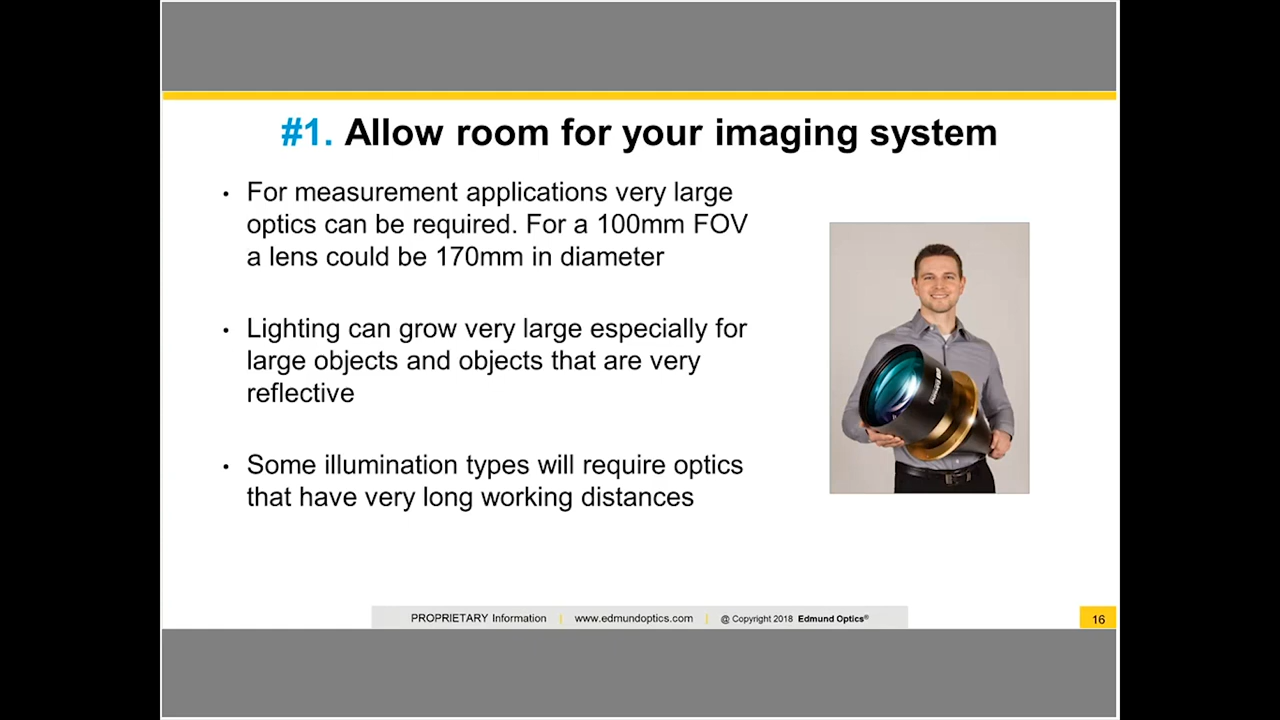 #1. Allow room for your imaging system
• For measurement applications very large
optics can be required. For a 100mm FOV
a lens could be 170mm in diameter
• Lighting can grow very large especially for
large objects and objects that are very
reflective
• Some illumination types will require optics
that have very long working distances
PROPRIETARY Information | www.edmundoptics.com | @ Copyright 2018 Edmund Optics®
16